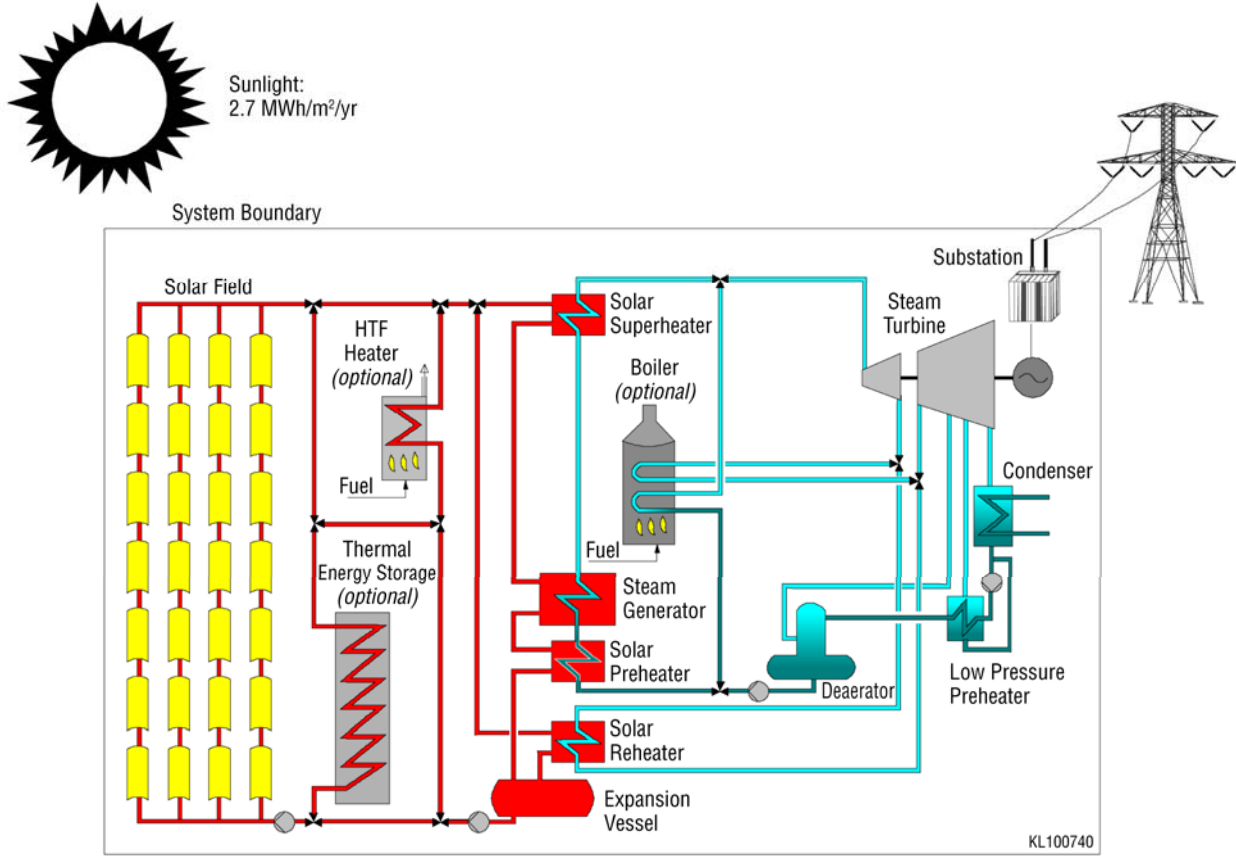 Sunlight:
2.7 MWh/m²/yr
System Boundary
Substation
Solar Field
Solar
Superheater
Steam
Turbine
HTF
Heater
(optional)
Boiler
(optional)
Fuel
Condenser
Thermal
Energy Storage
(optional)
Fuel
Steam
Generator
Solar
Preheater
Deaerator
Low Pressure
Preheater
Solar
Reheater
Expansion
Vessel
KL100740